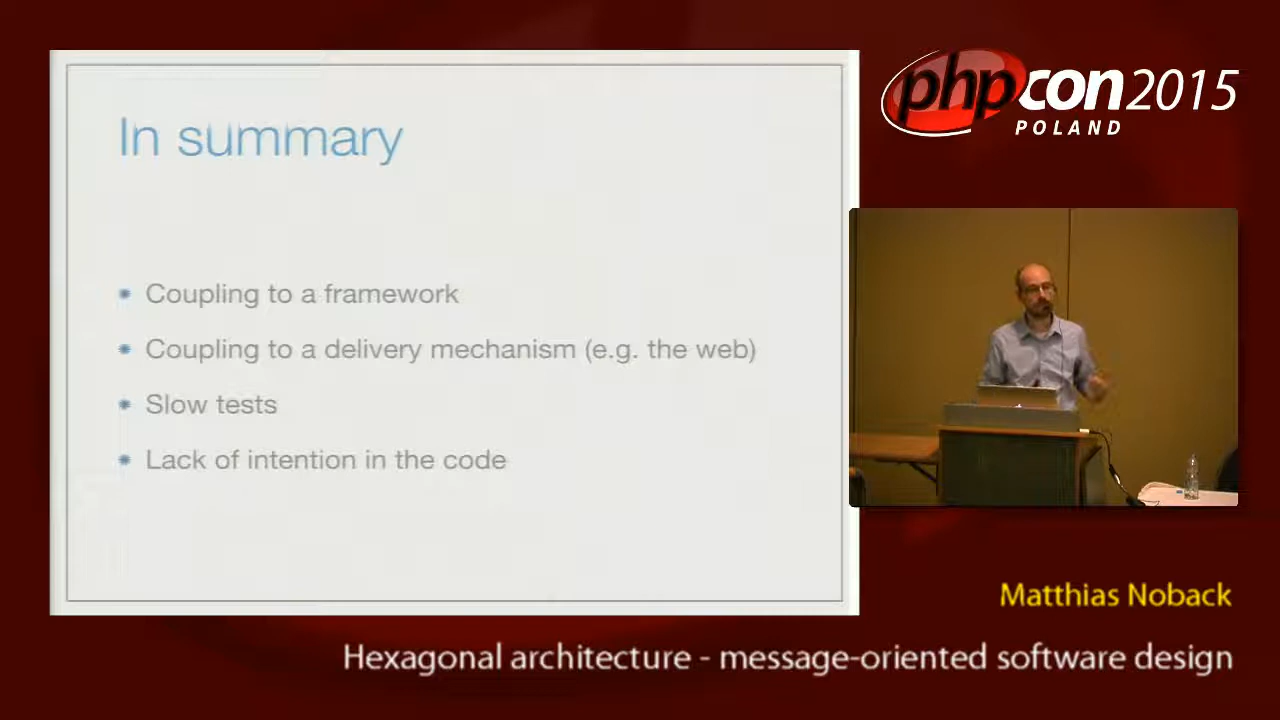 In summary
Coupling to a framework
Coupling to a delivery mechanism (e.g. the web)
Slow tests
Lack of intention in the code
phpcon 2015
POLAND
Matthias Noback
Hexagonal architecture - message-oriented software design